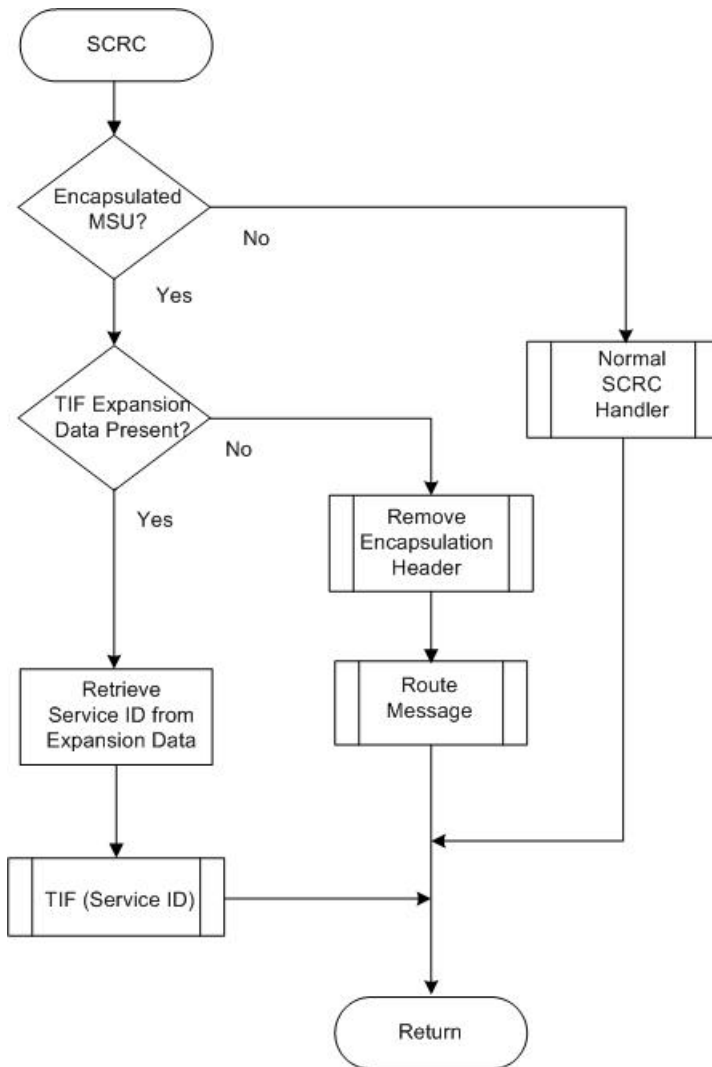 SCRC
Encapsulated
MSU?
No
Yes
Normal
SCRC
Handler
TIF Expansion
Data Present?
No
Yes
Remove
Encapsulation
Header
Retrieve
Service ID from
Expansion Data
Route
Message
TIF (Service ID)
Return